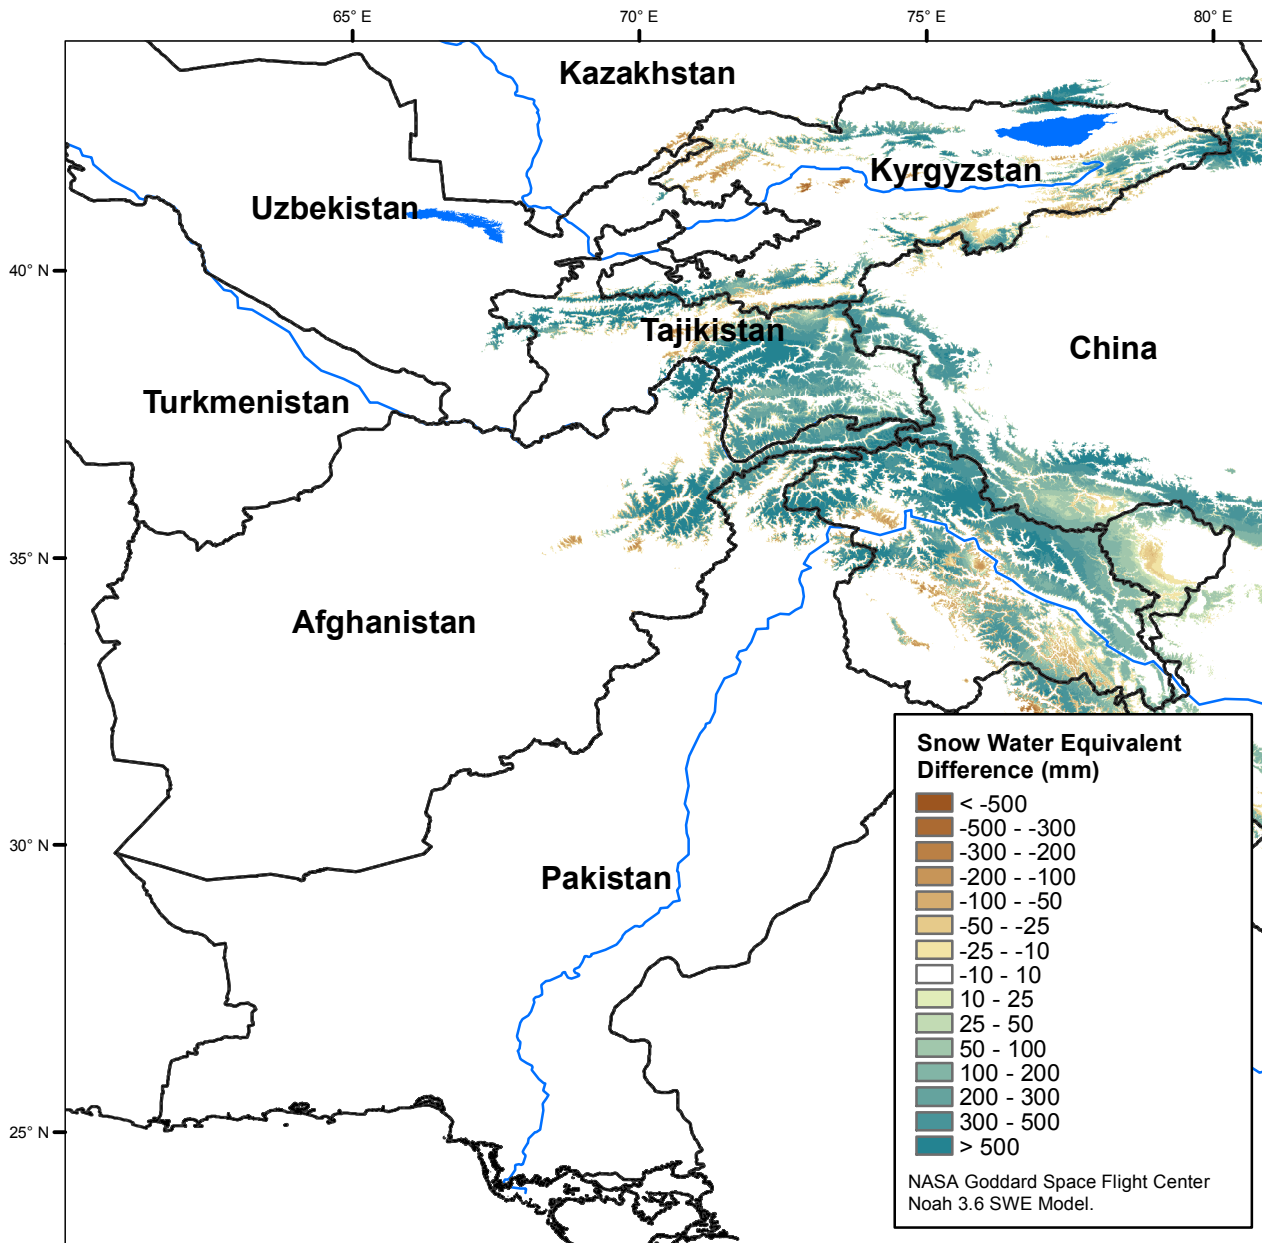 65° E
70° E
75° E
80° E
Kazakhstan
Kyrgyzstan
Uzbekistan
40° N
Tajikistan
China
Turkmenistan
35° N
Afghanistan
Snow Water Equivalent
Difference (mm)
< -500
-500 - -300
-300 - -200
-200 - -100
-100 - -50
-50 - -25
-25 - -10
-10 - 10
10 - 25
25 - 50
50 - 100
100 - 200
200 - 300
300 - 500
> 500
NASA Goddard Space Flight Center
Noah 3.6 SWE Model.
30° N
Pakistan
25° N